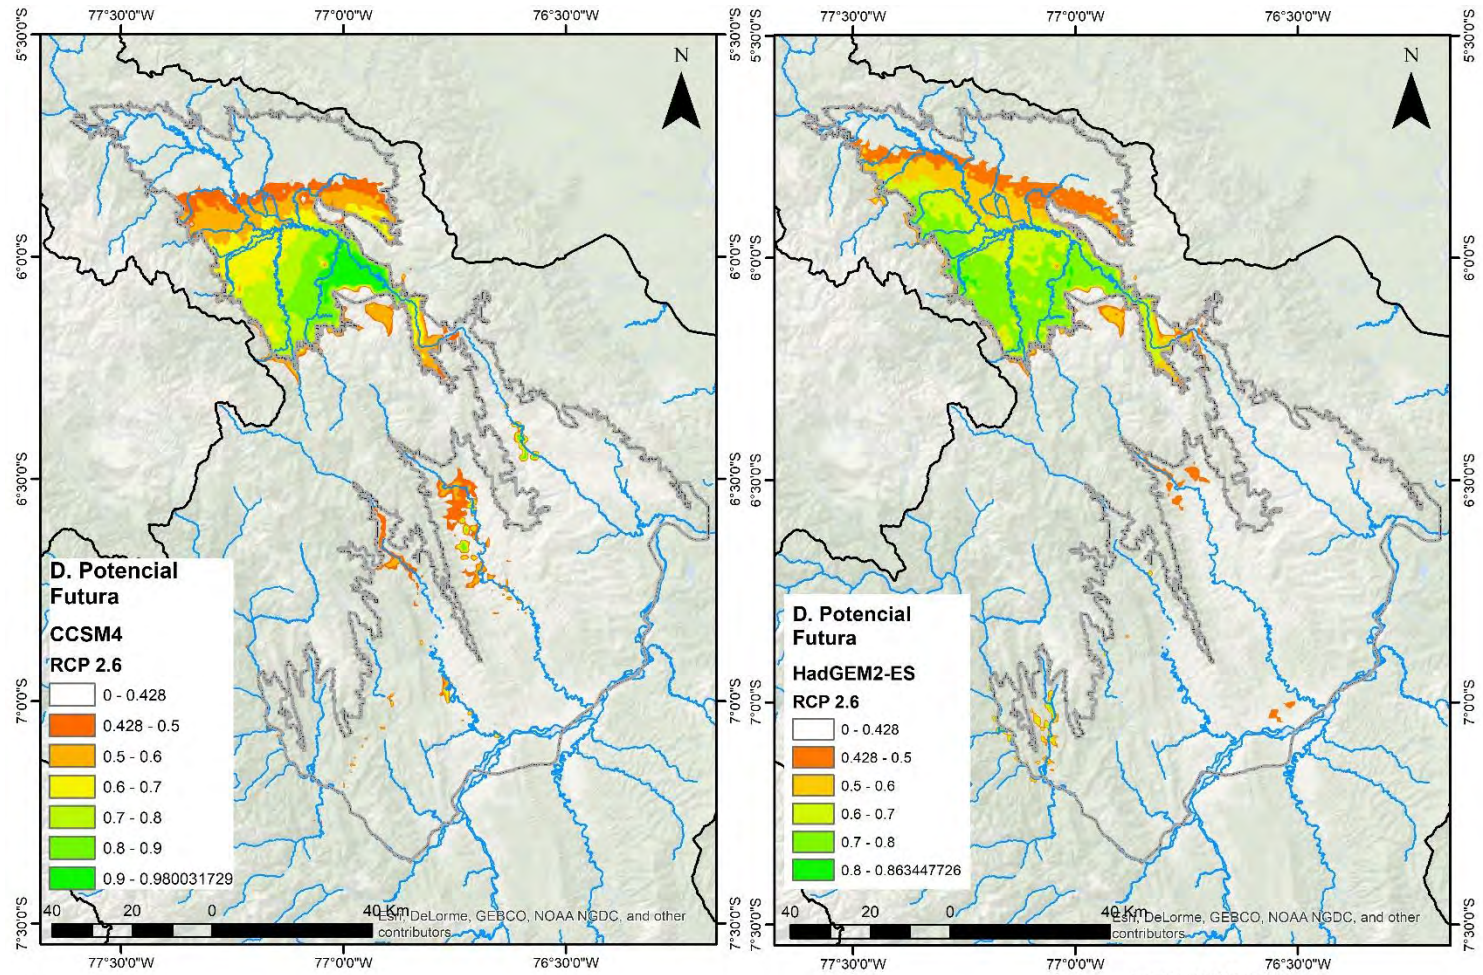 77°30'0"W 77°0'0"W 76°30'0"W
5°30'0"S
6°0'0"S
6°30'0"S
7°0'0"S
7°30'0"S
N
D. Potencial
Futura
CCSM4
RCP 2.6
0 - 0.428
0.428 - 0.5
0.5 - 0.6
0.6 - 0.7
0.7 - 0.8
0.8 - 0.9
0.9 - 0.980031729
40 20 0 40 Km
Esri, DeLorme, GEBCO, NOAA NGDC, and other
contributors
5°30'0"S
6°0'0"S
6°30'0"S
7°0'0"S
7°30'0"S
77°30'0"W 77°0'0"W 76°30'0"W
77°30'0"W 77°0'0"W 76°30'0"W
5°30'0"S
6°0'0"S
6°30'0"S
7°0'0"S
7°30'0"S
N
D. Potencial
Futura
HadGEM2-ES
RCP 2.6
0 - 0.428
0.428 - 0.5
0.5 - 0.6
0.6 - 0.7
0.7 - 0.8
0.8 - 0.863447726
40 20 0 40 Km
Esri, DeLorme, GEBCO, NOAA NGDC, and other
contributors
5°30'0"S
6°0'0"S
6°30'0"S
7°0'0"S
7°30'0"S
77°30'0"W 77°0'0"W 76°30'0"W